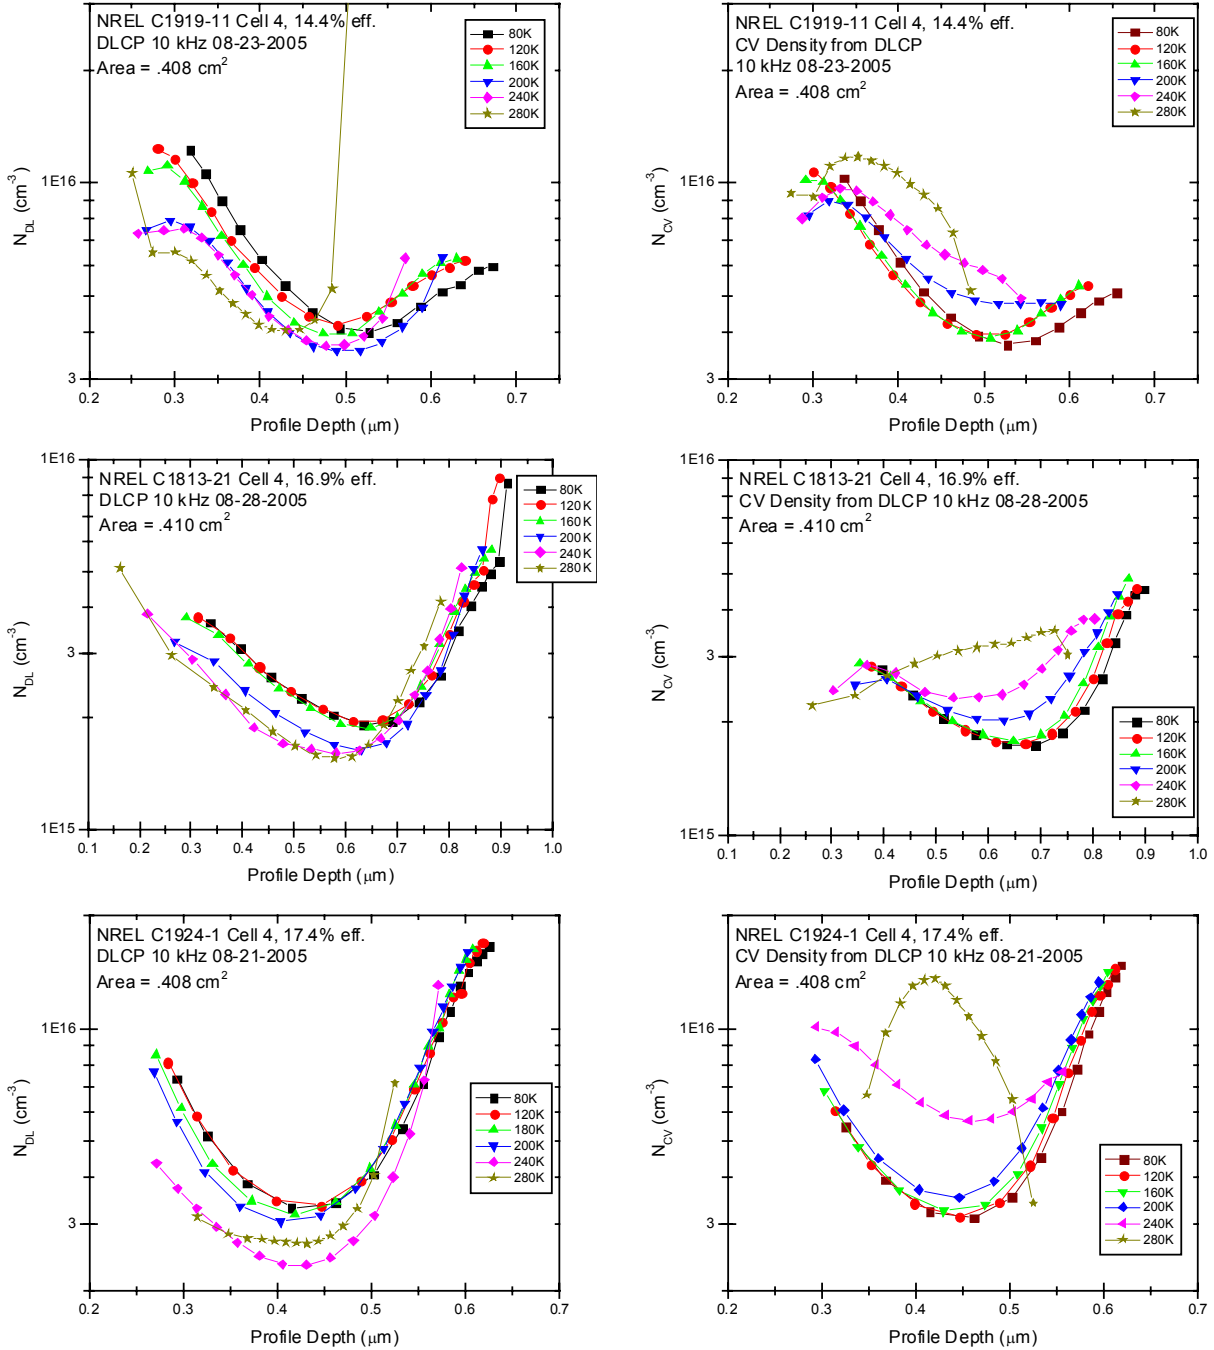 NREL C1919-11 Cell 4, 14.4% eff.
DLCP 10 kHz 08-23-2005
Area = .408 cm²
80K
120K
160K
200K
240K
280K
1E16
3
N_DL (cm⁻³)
0.2 0.3 0.4 0.5 0.6 0.7
Profile Depth (μm)
NREL C1919-11 Cell 4, 14.4% eff.
CV Density from DLCP
10 kHz 08-23-2005
Area = .408 cm²
80K
120K
160K
200K
240K
280K
1E16
3
N_CV (cm⁻³)
0.2 0.3 0.4 0.5 0.6 0.7
Profile Depth (μm)
1E16
NREL C1813-21 Cell 4, 16.9% eff.
DLCP 10 kHz 08-28-2005
Area = .410 cm²
80K
120K
160 K
200 K
240 K
280 K
3
1E15
N_DL (cm⁻³)
0.1 0.2 0.3 0.4 0.5 0.6 0.7 0.8 0.9 1.0
Profile Depth (μm)
1E16
NREL C1813-21 Cell 4, 16.9% eff.
CV Density from DLCP 10 kHz 08-28-2005
Area = .410 cm²
3
80K
120K
160K
200K
240K
280K
1E15
N_CV (cm⁻³)
0.1 0.2 0.3 0.4 0.5 0.6 0.7 0.8 0.9 1.0
Profile Depth (μm)
NREL C1924-1 Cell 4, 17.4% eff.
DLCP 10 kHz 08-21-2005
Area = .408 cm²
1E16
80K
120K
180K
200K
240K
280K
3
N_DL (cm⁻³)
0.2 0.3 0.4 0.5 0.6 0.7
Profile Depth (μm)
NREL C1924-1 Cell 4, 17.4% eff.
CV Density from DLCP 10 kHz 08-21-2005
Area = .408 cm²
1E16
80K
120K
160K
200K
240K
280K
3
N_CV (cm⁻³)
0.2 0.3 0.4 0.5 0.6 0.7
Profile Depth (μm)